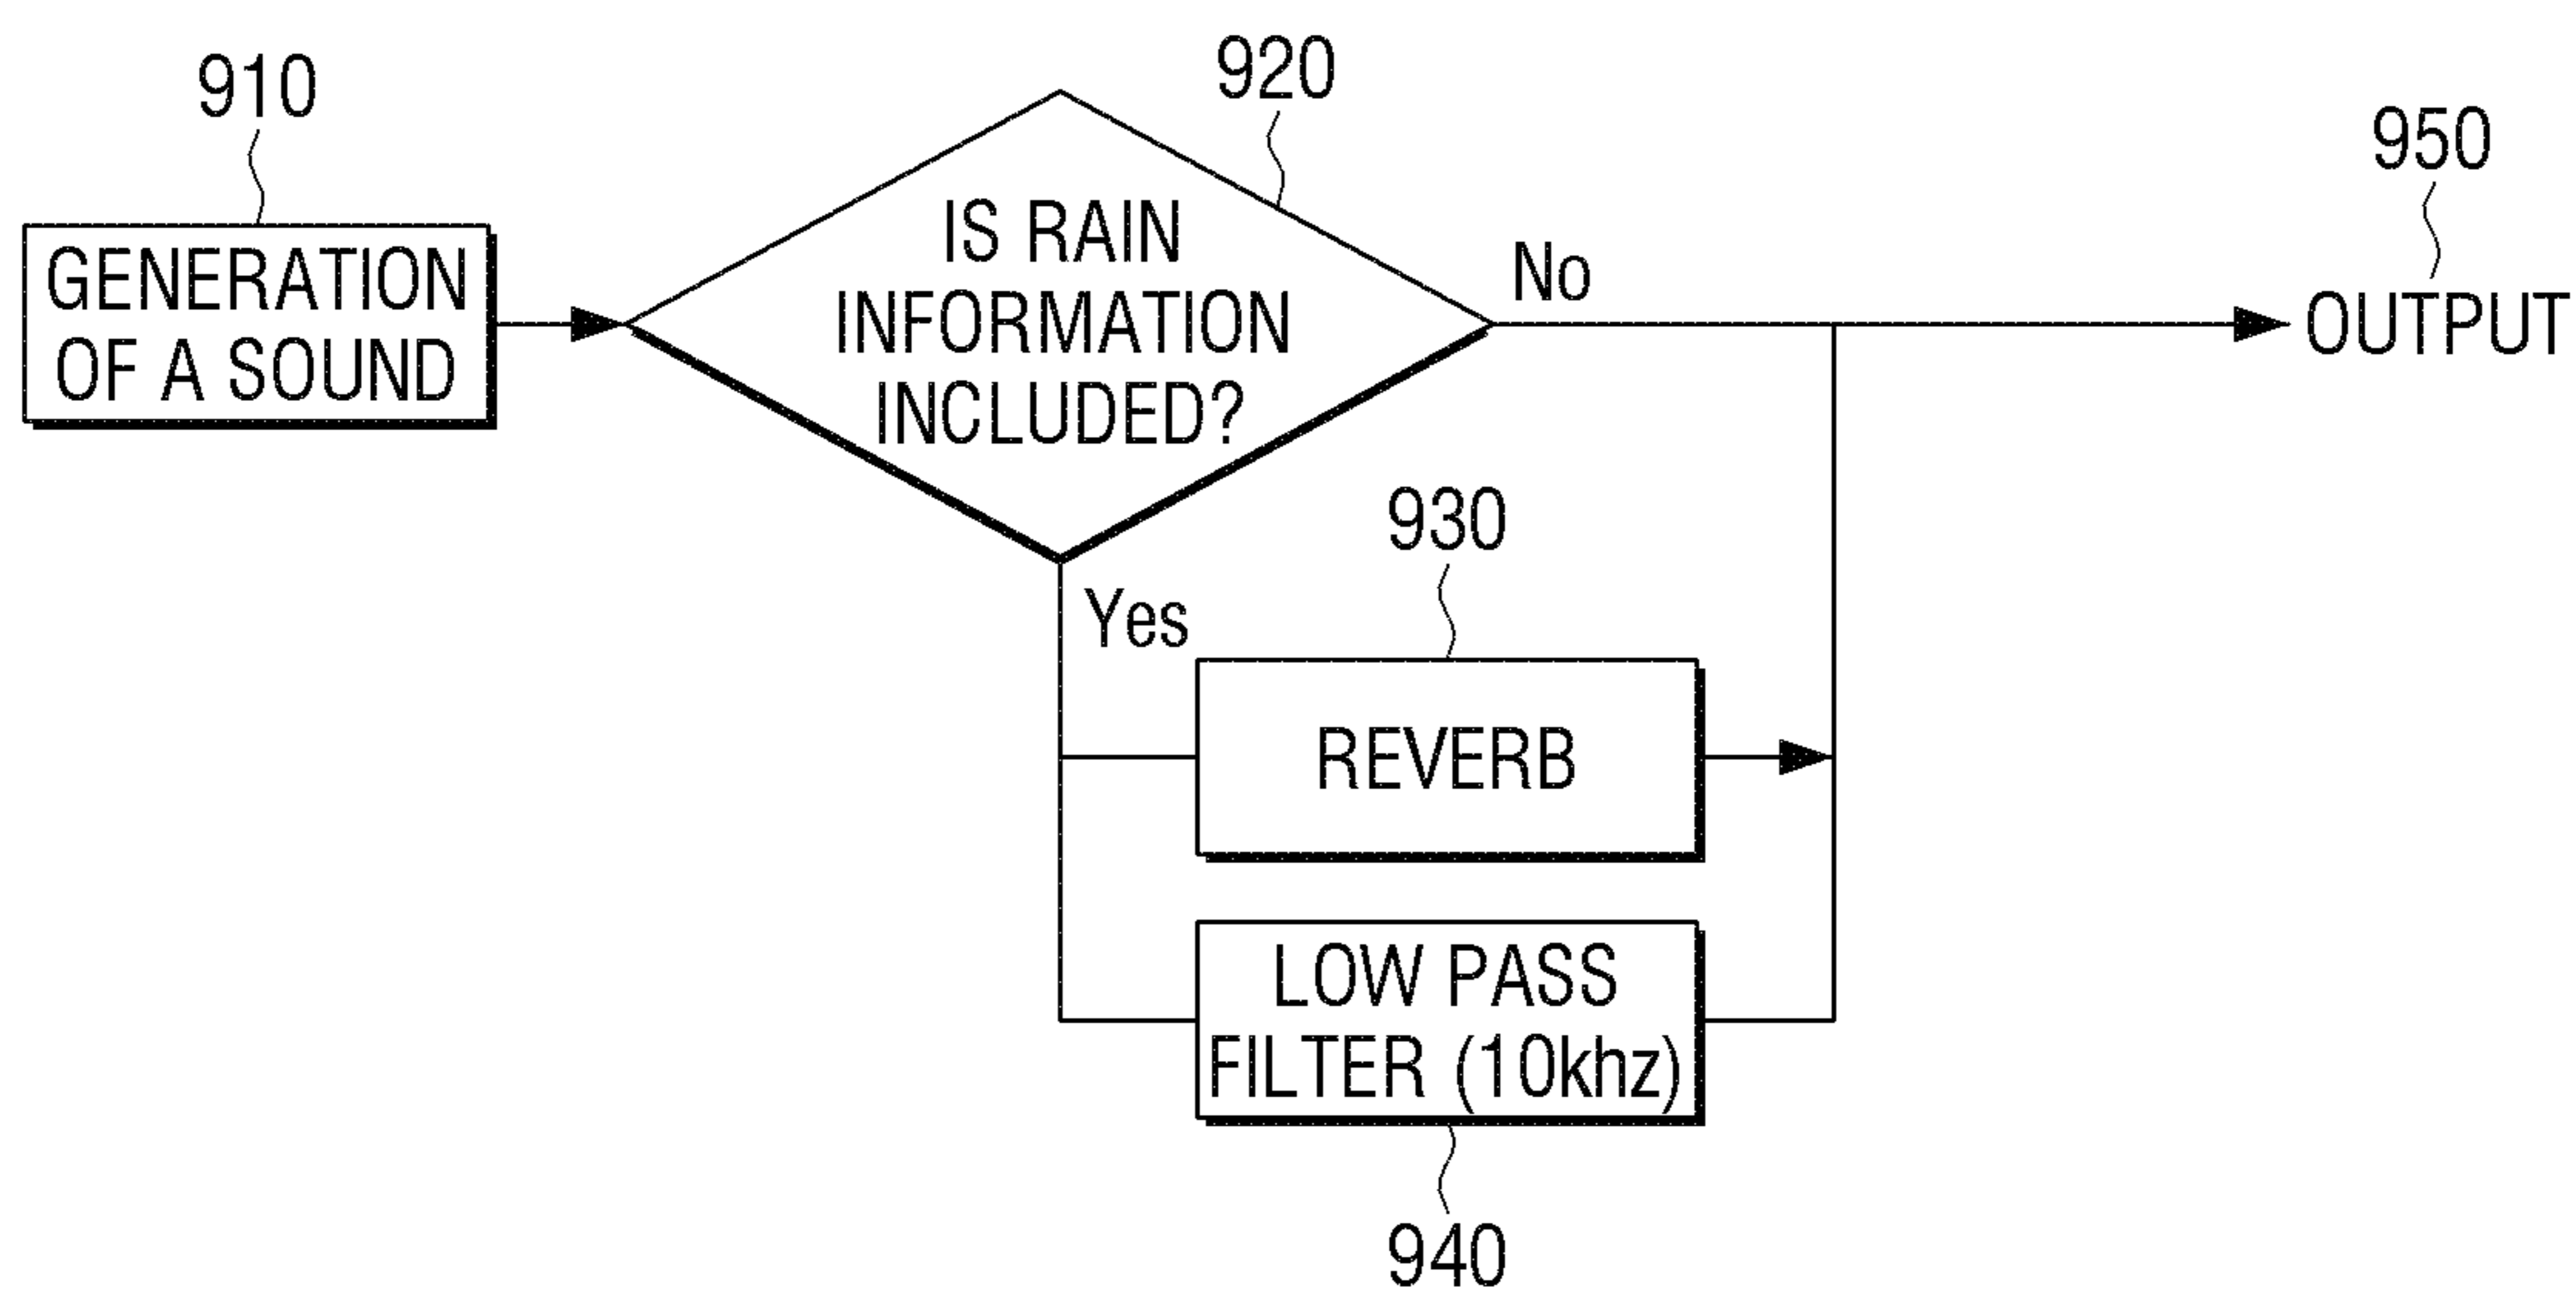 910
GENERATION
OF A SOUND
920
IS RAIN
INFORMATION
INCLUDED?
No
950
OUTPUT
Yes
930
REVERB
LOW PASS
FILTER (10khz)
940